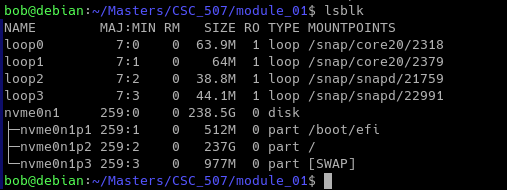 bob@debian:~/Masters/CSC_507/module_01$ lsblk
NAME        MAJ:MIN RM   SIZE RO TYPE MOUNTPOINTS
loop0         7:0    0  63.9M  1 loop /snap/core20/2318
loop1         7:1    0    64M  1 loop /snap/core20/2379
loop2         7:2    0  38.8M  1 loop /snap/snapd/21759
loop3         7:3    0  44.1M  1 loop /snap/snapd/22991
nvme0n1     259:0    0 238.5G  0 disk
├─nvme0n1p1 259:1    0   512M  0 part /boot/efi
├─nvme0n1p2 259:2    0   237G  0 part /
└─nvme0n1p3 259:3    0   977M  0 part [SWAP]
bob@debian:~/Masters/CSC_507/module_01$